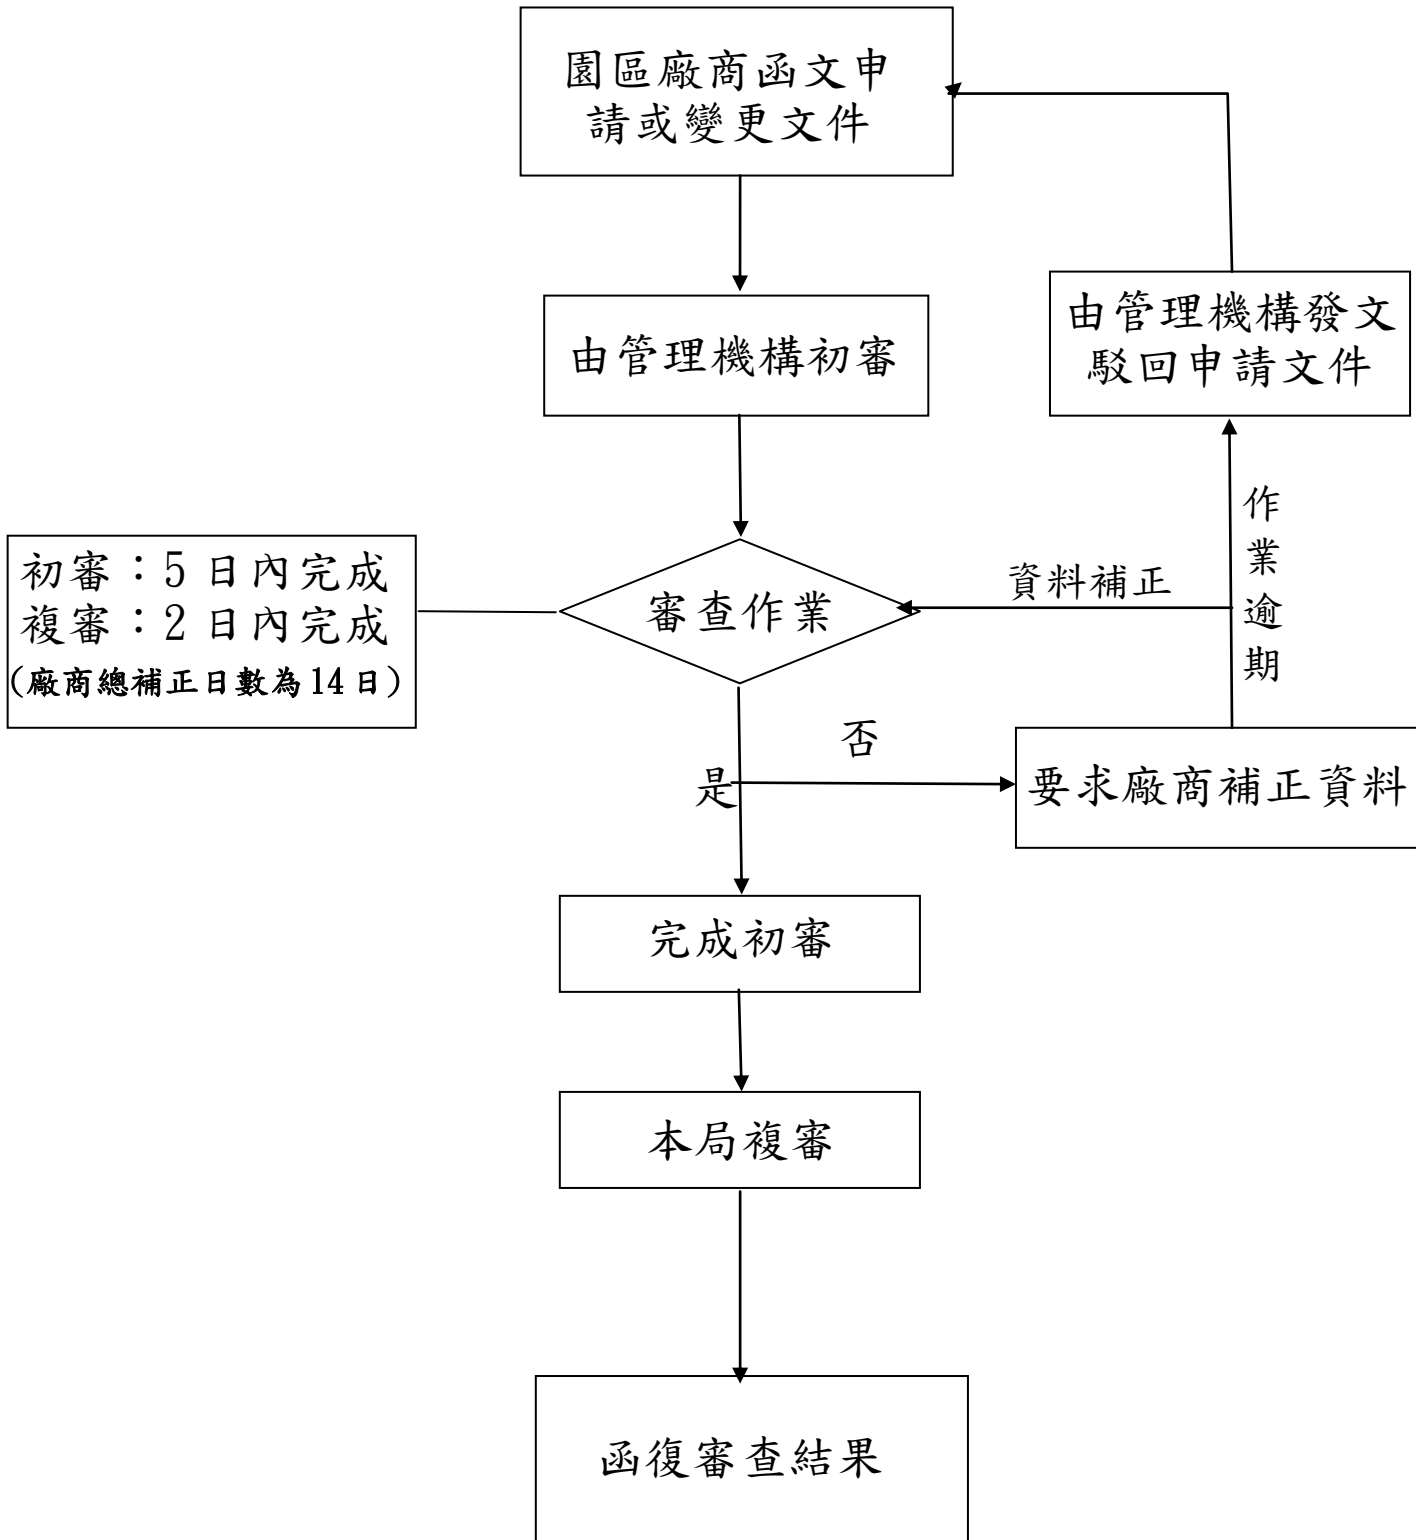 園區廠商函文申
請或變更文件
由管理機構發文
駁回申請文件
由管理機構初審
作業逾期
初審：5 日內完成
複審：2 日內完成
(廠商總補正日數為 14 日)
審查作業
資料補正
否
是
要求廠商補正資料
完成初審
本局複審
函復審查結果